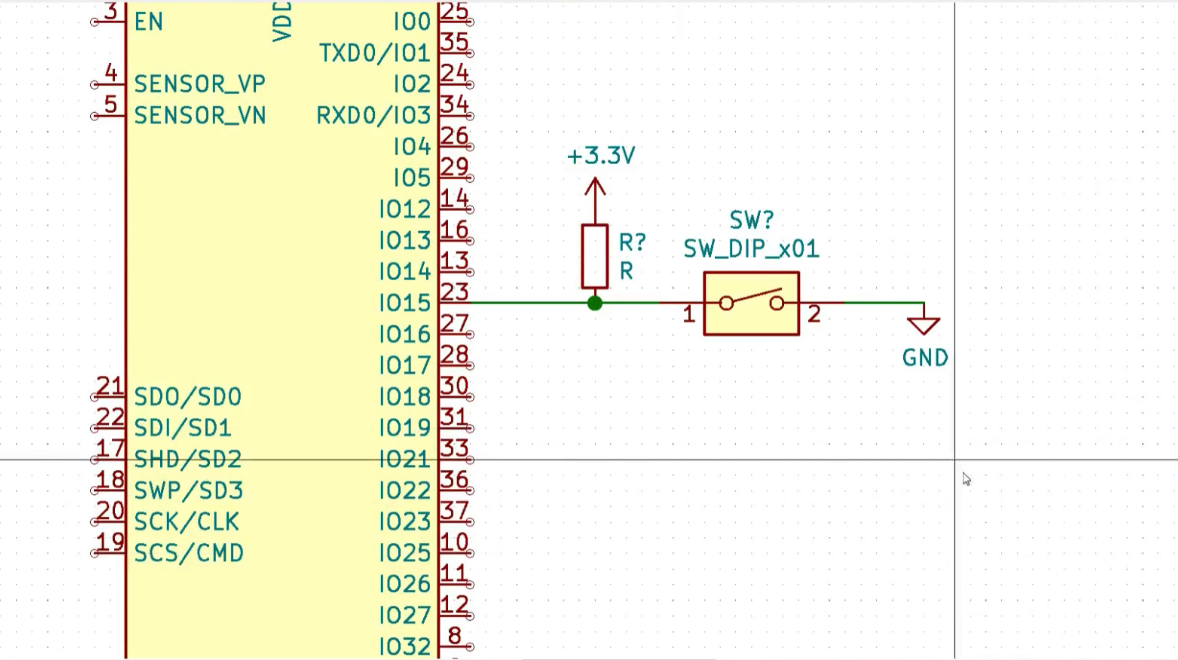 3 EN
VDD
IO0 25
TXD0/IO1 35
4 SENSOR_VP
IO2 24
5 SENSOR_VN
RXD0/IO3 34
IO4 26
IO5 29
IO12 14
IO13 16
IO14 13
IO15 23
IO16 27
IO17 28
21 SDO/SD0
IO18 30
22 SDI/SD1
IO19 31
17 SHD/SD2
IO21 33
18 SWP/SD3
IO22 36
20 SCK/CLK
IO23 37
19 SCS/CMD
IO25 10
IO26 11
IO27 12
IO32 8
+3.3V
R?
R
SW?
SW_DIP_x01
1
2
GND